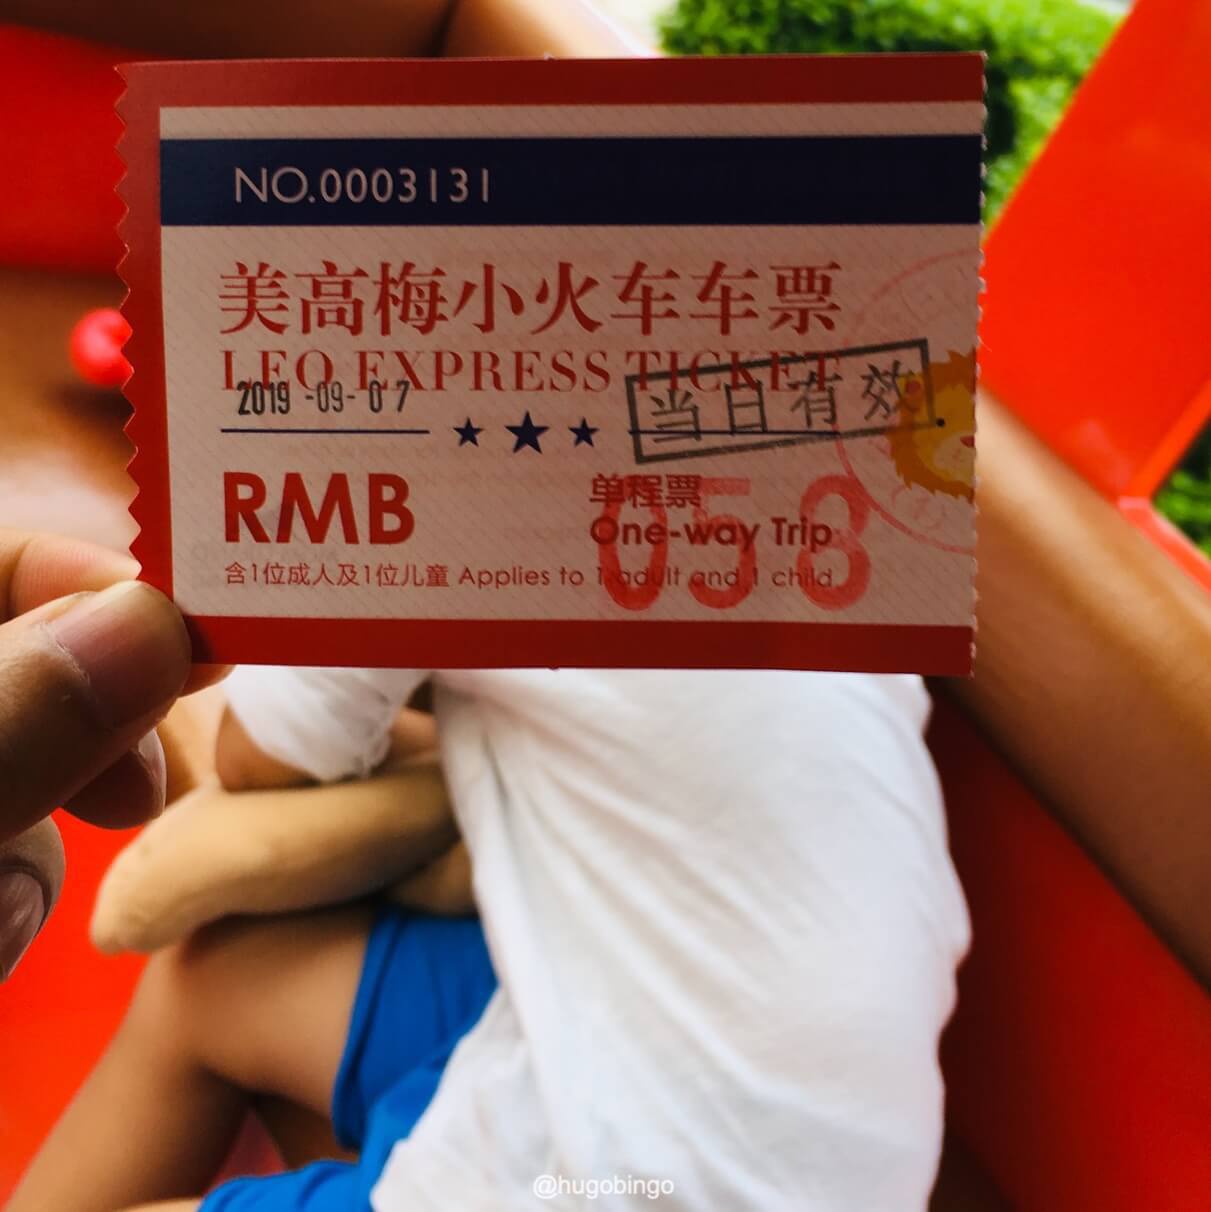 NO.0003131
美高梅小火车车票
LEO EXPRESS TICKET
2019-09-07
当日有效
RMB
单程票
One-way Trip
058
含1位成人及1位儿童 Applies to 1 adult and 1 child
@hugobingo